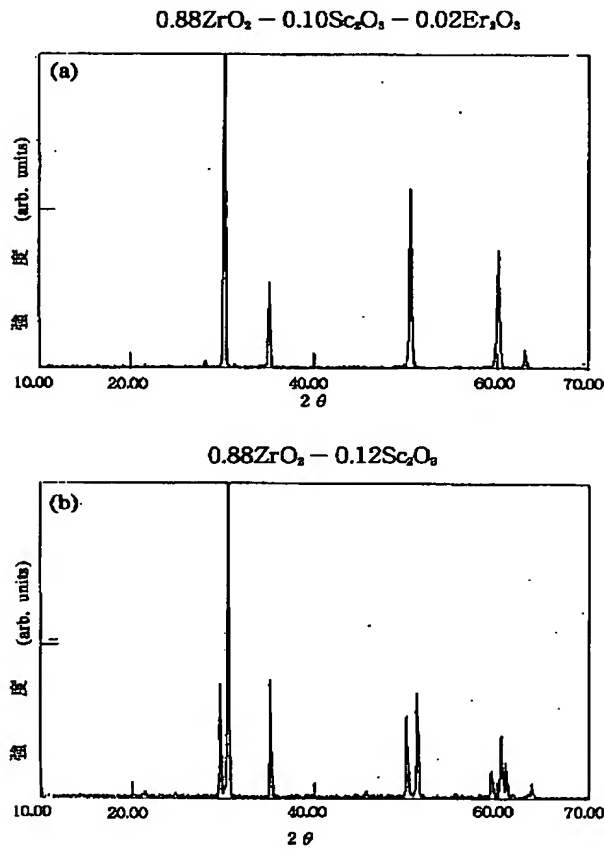 0.88ZrO₂ − 0.10Sc₂O₃ − 0.02Er₂O₃
(a)
強 度 (arb. units)
10.00 20.00 40.00 60.00 70.00
2 θ
0.88ZrO₂ − 0.12Sc₂O₃
(b)
強 度 (arb. units)
10.00 20.00 40.00 60.00 70.00
2 θ